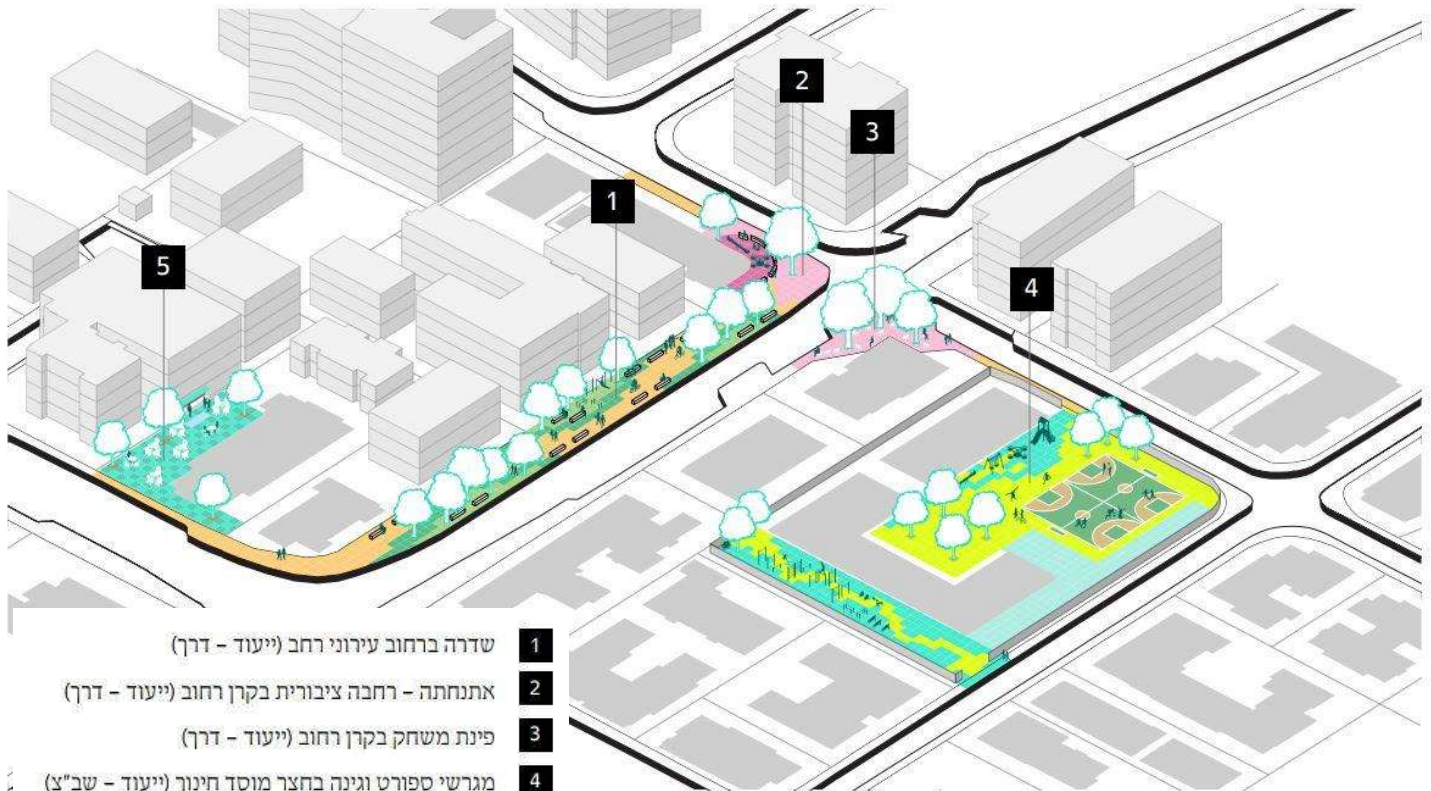 2
3
1
5
4
1 שדרה ברחוב עירוני רחב (ייעוד – דרך)
2 אתנחתה – רחבה ציבורית בקרן רחוב (ייעוד – דרך)
3 פינת משחק בקרן רחוב (ייעוד – דרך)
4 מגרשי ספורט וגינה בחצר מוסד חינוך (ייעוד – שב"צ)